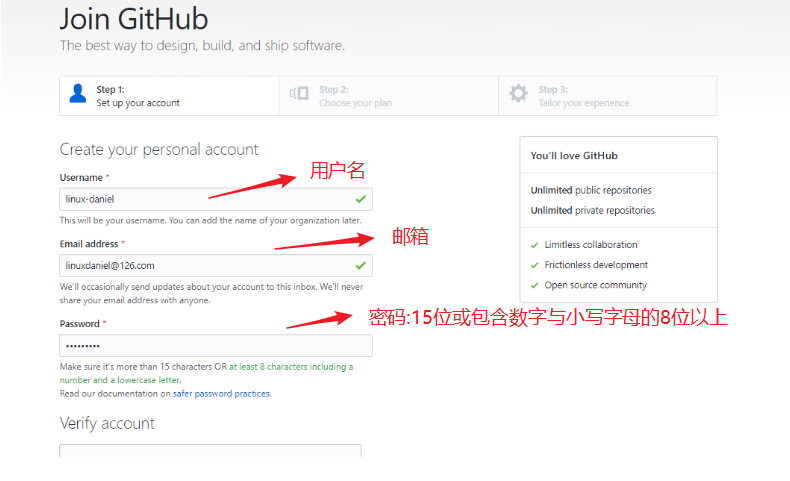 Join GitHub
The best way to design, build, and ship software.
Step 1:
Set up your account
Step 2:
Choose your plan
Step 3:
Tailor your experience
Create your personal account
Username *
用户名
linux-daniel
This will be your username. You can add the name of your organization later.
Email address *
邮箱
linuxdaniel@126.com
We'll occasionally send updates about your account to this inbox. We'll never
share your email address with anyone.
Password *
密码:15位或包含数字与小写字母的8位以上
•••••••••
Make sure it's more than 15 characters OR at least 8 characters including a
number and a lowercase letter.
Read our documentation on safer password practices.
Verify account
You'll love GitHub
Unlimited public repositories
Unlimited private repositories
Limitless collaboration
Frictionless development
Open source community